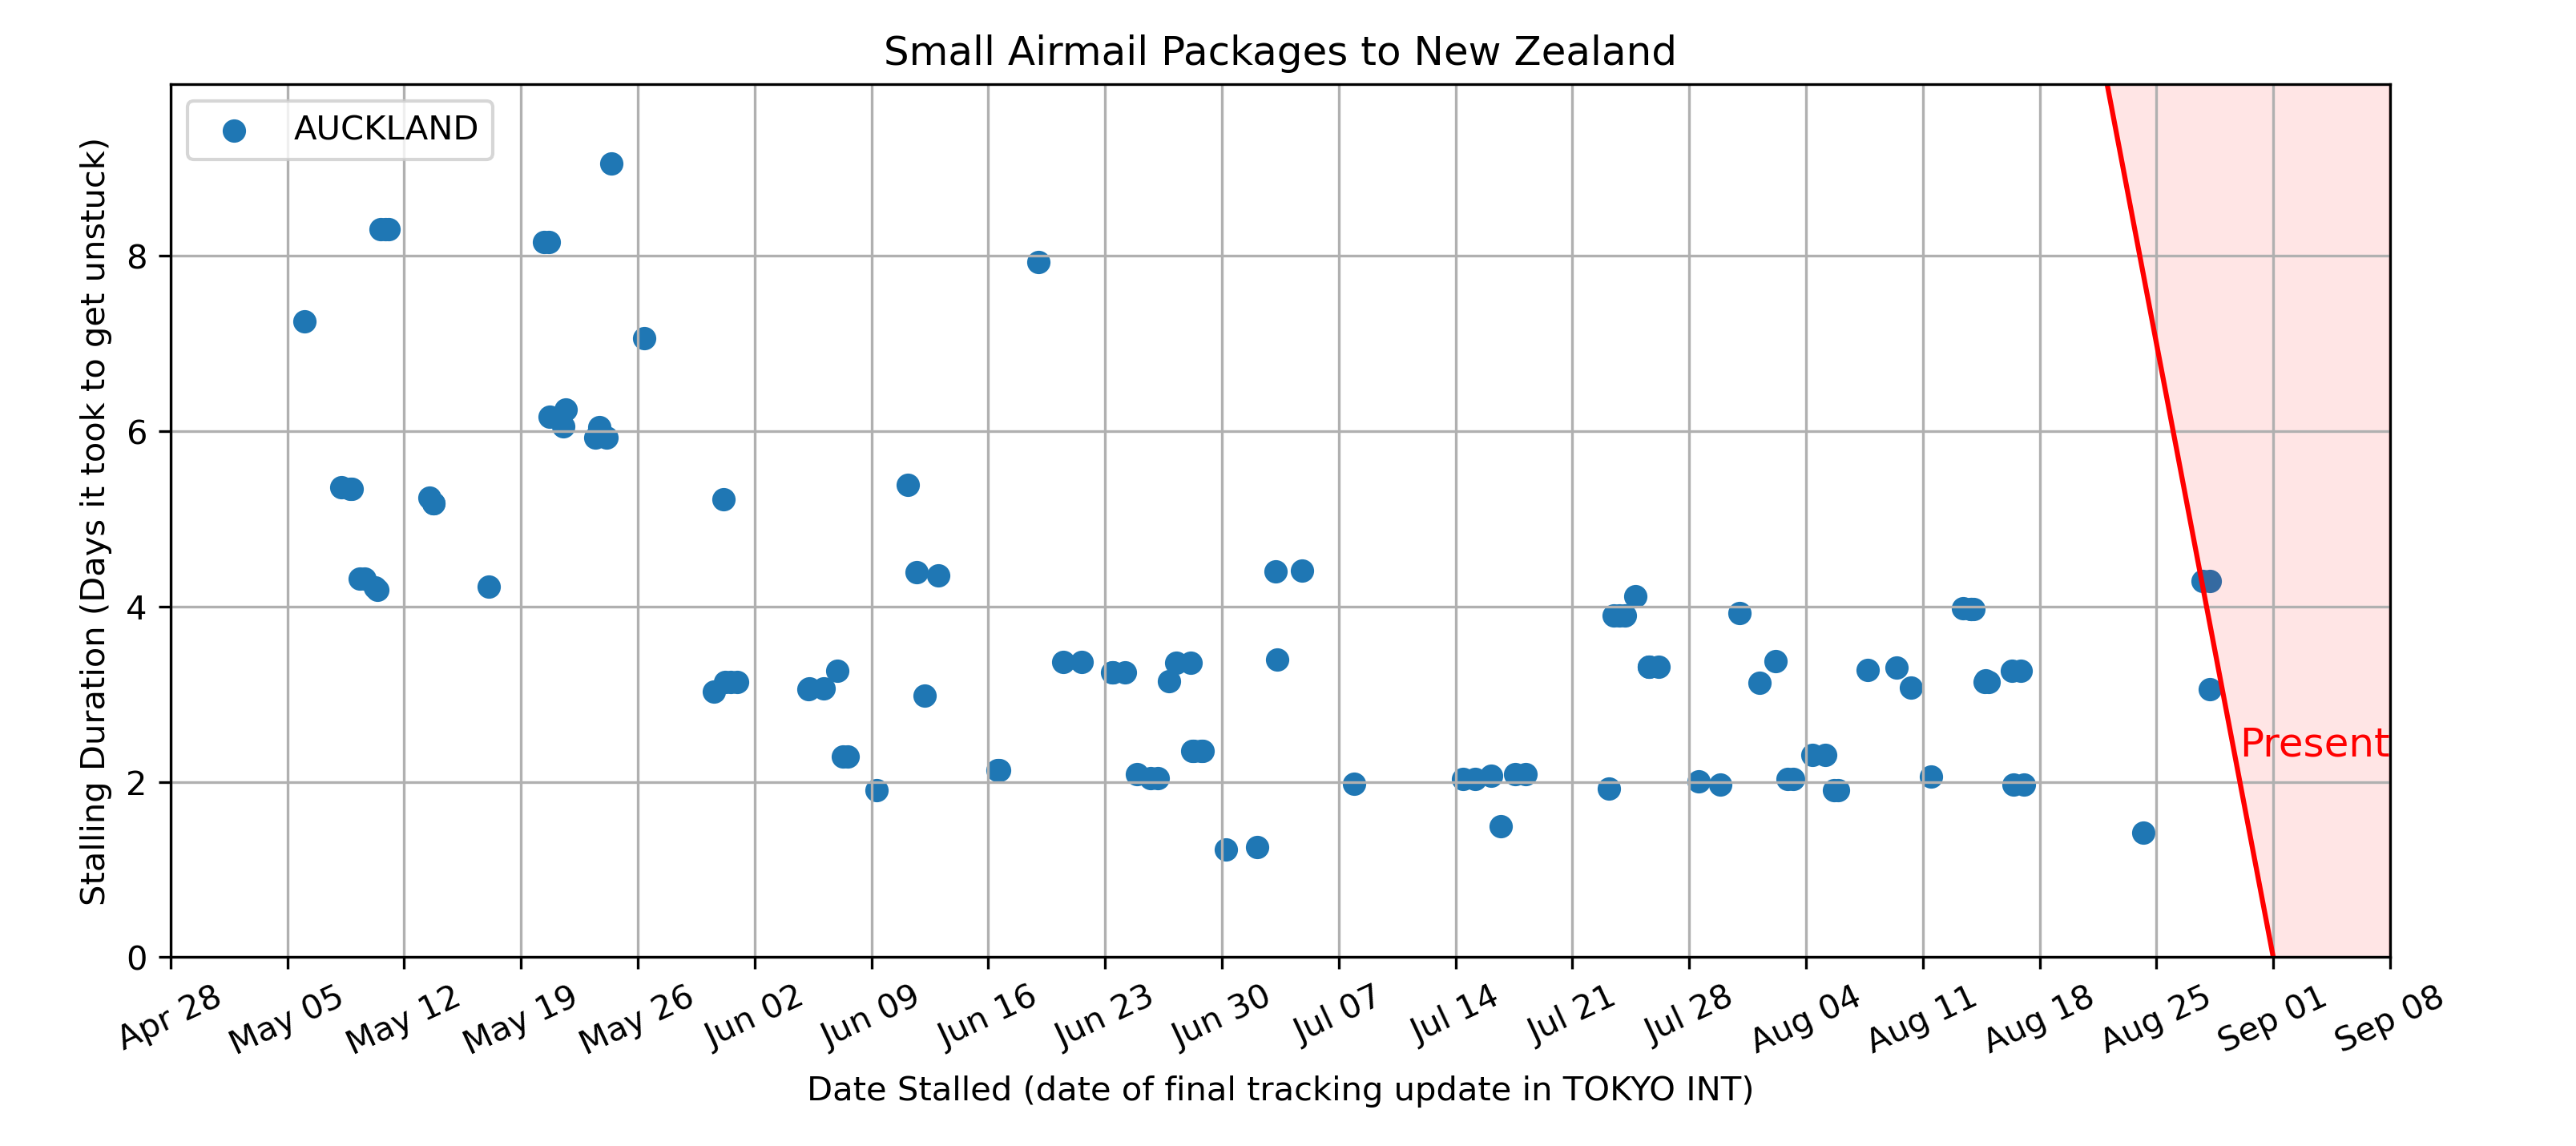 Small Airmail Packages to New Zealand
AUCKLAND
Stalling Duration (Days it took to get unstuck)
8
6
4
2
0
Present
Apr 28 May 05 May 12 May 19 May 26 Jun 02 Jun 09 Jun 16 Jun 23 Jun 30 Jul 07 Jul 14 Jul 21 Jul 28 Aug 04 Aug 11 Aug 18 Aug 25 Sep 01 Sep 08
Date Stalled (date of final tracking update in TOKYO INT)